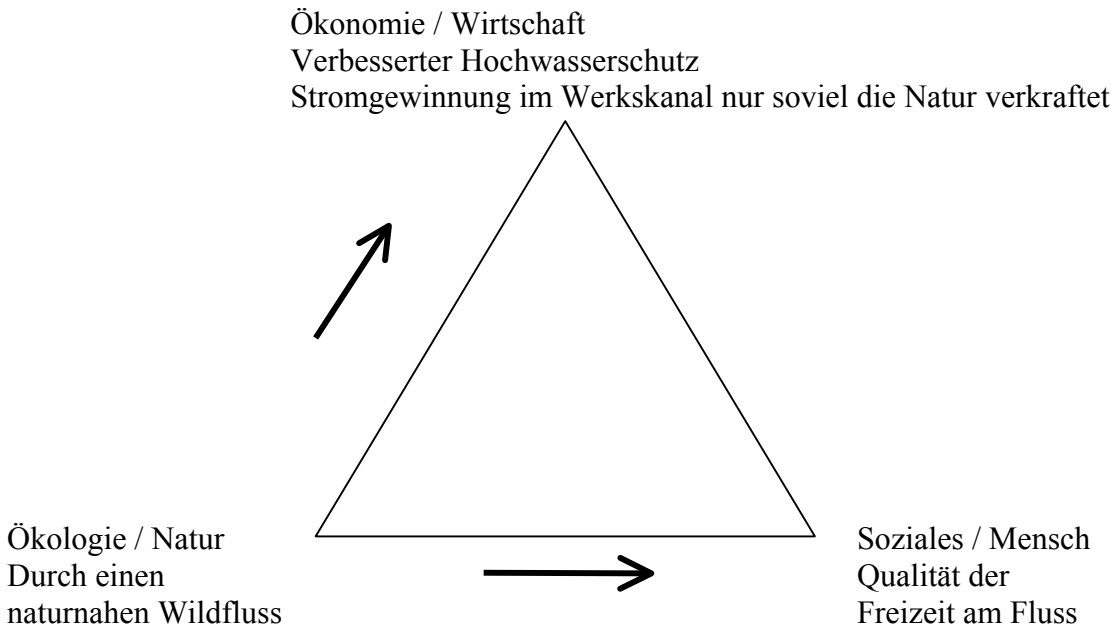 Ökonomie / Wirtschaft
Verbesserter Hochwasserschutz
Stromgewinnung im Werkskanal nur soviel die Natur verkraftet
Ökologie / Natur
Durch einen
naturnahen Wildfluss
Soziales / Mensch
Qualität der
Freizeit am Fluss